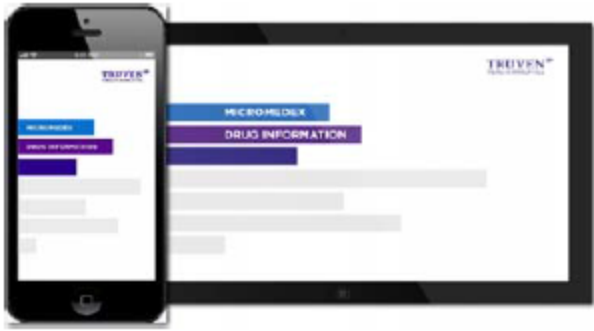 TRUVEN
MICROMEDEX
DRUG INFORMATION
TRUVEN
MICROMEDEX
DRUG INFORMATION